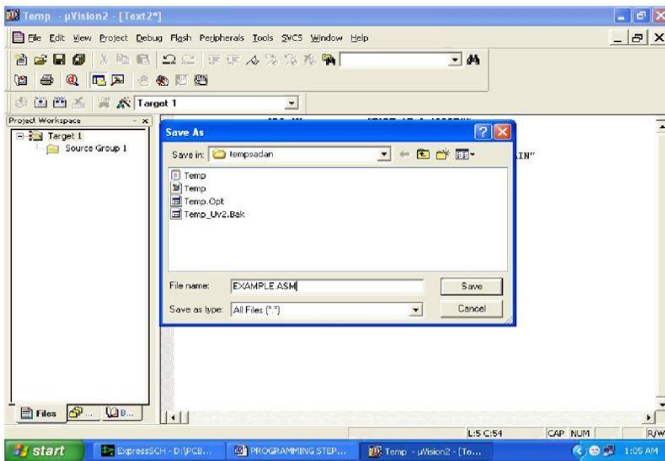 Temp - µVision2 - [Text2*]
File Edit View Project Debug Flash Peripherals Tools SVCS Window Help
Target 1
Project Workspace
Target 1
Source Group 1
Save As
Save in: tempsadan
Temp
Temp
Temp.Opt
Temp_Uv2.Bak
File name: EXAMPLE.ASM
Save
Save as type: All Files (*.*)
Cancel
IN"
Files
B...
L:5 C:54 CAP NUM R/W
start
ExpressSCH - D:\PCB...
PROGRAMMING STEP...
Temp - µVision2 - [Te...
1:05 AM